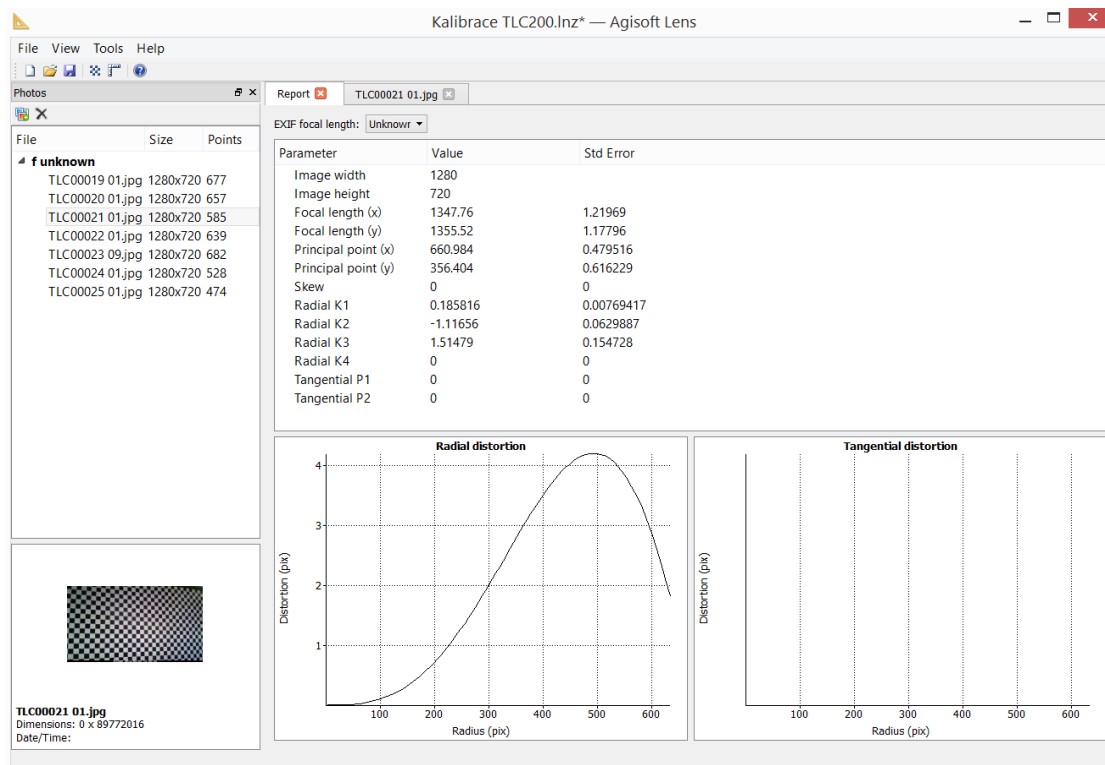 Kalibrace TLC200.lnz* — Agisoft Lens
File View Tools Help
Photos
File Size Points
f unknown
TLC00019 01.jpg 1280x720 677
TLC00020 01.jpg 1280x720 657
TLC00021 01.jpg 1280x720 585
TLC00022 01.jpg 1280x720 639
TLC00023 09.jpg 1280x720 682
TLC00024 01.jpg 1280x720 528
TLC00025 01.jpg 1280x720 474
TLC00021 01.jpg
Dimensions: 0 x 89772016
Date/Time:
Report TLC00021 01.jpg
EXIF focal length: Unknowr
Parameter Value Std Error
Image width 1280
Image height 720
Focal length (x) 1347.76 1.21969
Focal length (y) 1355.52 1.17796
Principal point (x) 660.984 0.479516
Principal point (y) 356.404 0.616229
Skew 0 0
Radial K1 0.185816 0.00769417
Radial K2 -1.11656 0.0629887
Radial K3 1.51479 0.154728
Radial K4 0 0
Tangential P1 0 0
Tangential P2 0 0
Radial distortion
Distortion (pix)
4
3
2
1
100 200 300 400 500 600
Radius (pix)
Tangential distortion
Distortion (pix)
100 200 300 400 500 600
Radius (pix)